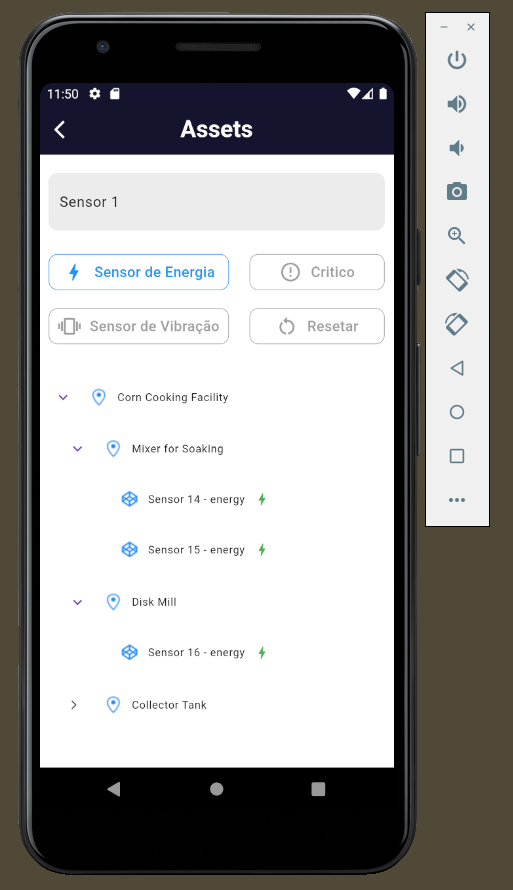 11:50
Assets
Sensor 1
Sensor de Energia
Critico
Sensor de Vibração
Resetar
Corn Cooking Facility
Mixer for Soaking
Sensor 14 - energy
Sensor 15 - energy
Disk Mill
Sensor 16 - energy
Collector Tank